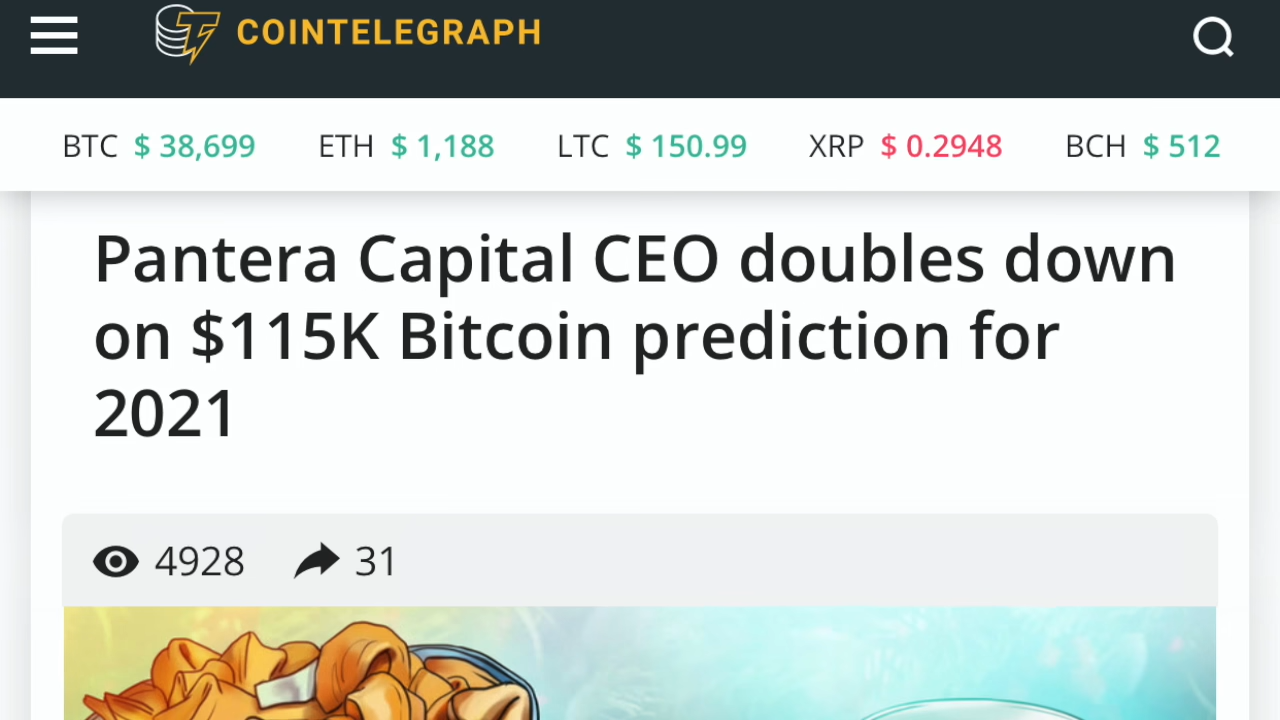 COINTELEGRAPH
BTC $ 38,699 ETH $ 1,188 LTC $ 150.99 XRP $ 0.2948 BCH $ 512
Pantera Capital CEO doubles down
on $115K Bitcoin prediction for
2021
4928 31